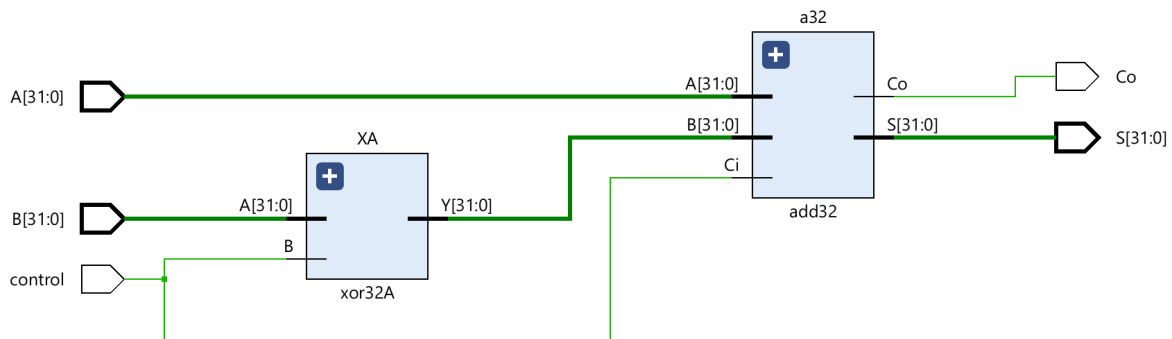 a32
A[31:0]
A[31:0]
Co
Co
B[31:0]
S[31:0]
S[31:0]
XA
Ci
B[31:0]
A[31:0]
Y[31:0]
add32
B
control
xor32A